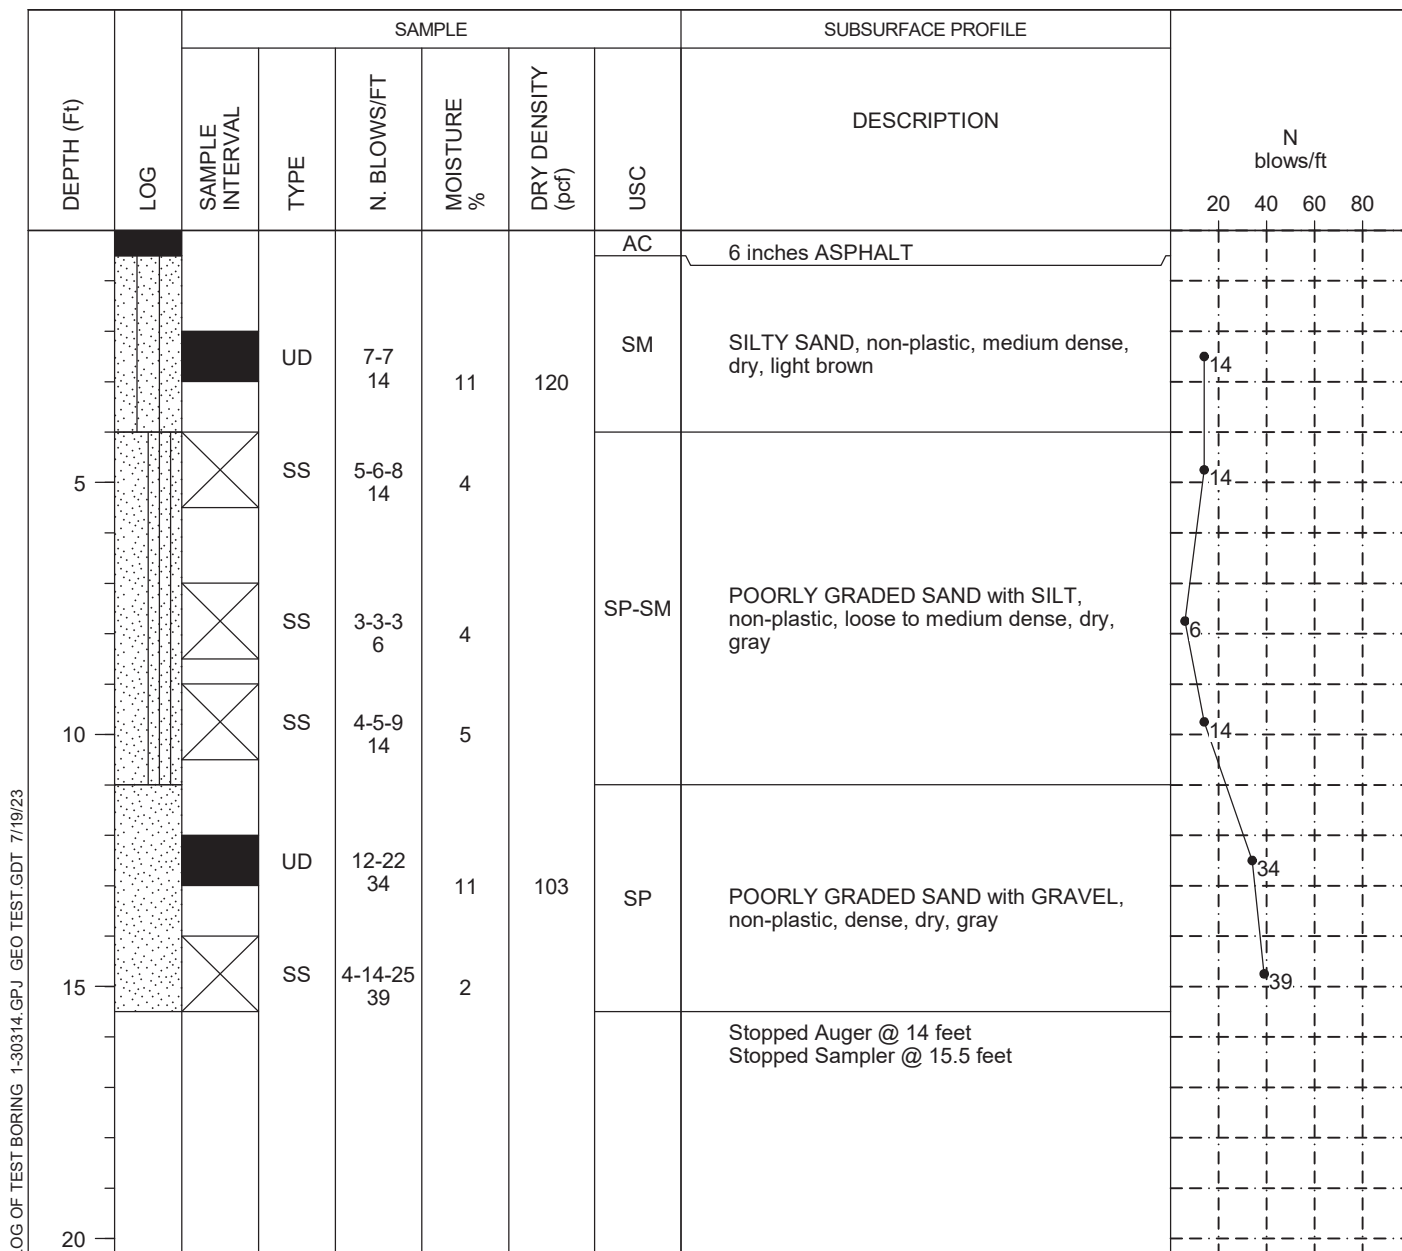 SAMPLE
SUBSURFACE PROFILE
DEPTH (Ft)
LOG
SAMPLE
INTERVAL
TYPE
N. BLOWS/FT
MOISTURE
%
DRY DENSITY
(pcf)
USC
DESCRIPTION
N
blows/ft
20 40 60 80
AC
6 inches ASPHALT
UD
7-7
14
11
120
SM
SILTY SAND, non-plastic, medium dense,
dry, light brown
14
5
SS
5-6-8
14
4
14
SS
3-3-3
6
4
SP-SM
POORLY GRADED SAND with SILT,
non-plastic, loose to medium dense, dry,
gray
6
10
SS
4-5-9
14
5
14
UD
12-22
34
11
103
34
SP
POORLY GRADED SAND with GRAVEL,
non-plastic, dense, dry, gray
15
SS
4-14-25
39
2
39
Stopped Auger @ 14 feet
Stopped Sampler @ 15.5 feet
20
LOG OF TEST BORING 1-30314.GPJ GEO TEST.GDT 7/19/23